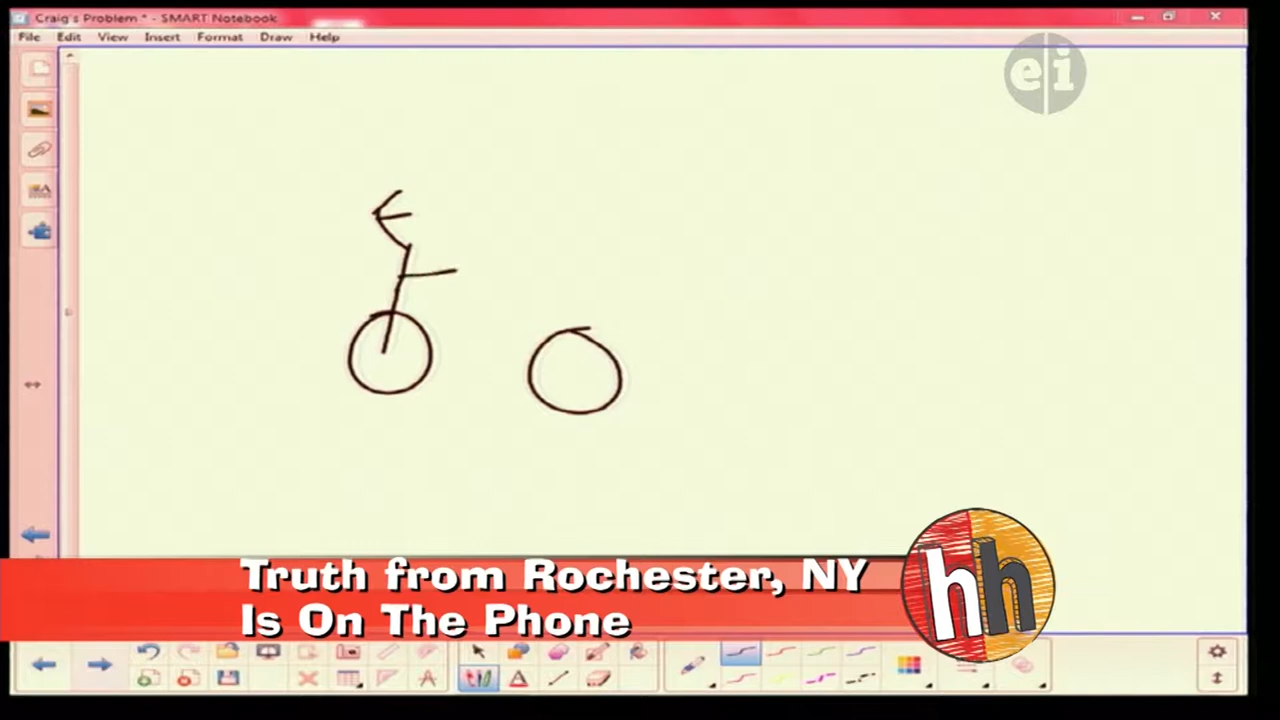 Craig's Problem * - SMART Notebook
File Edit View Insert Format Draw Help
ei
Truth from Rochester, NY
Is On The Phone
hh